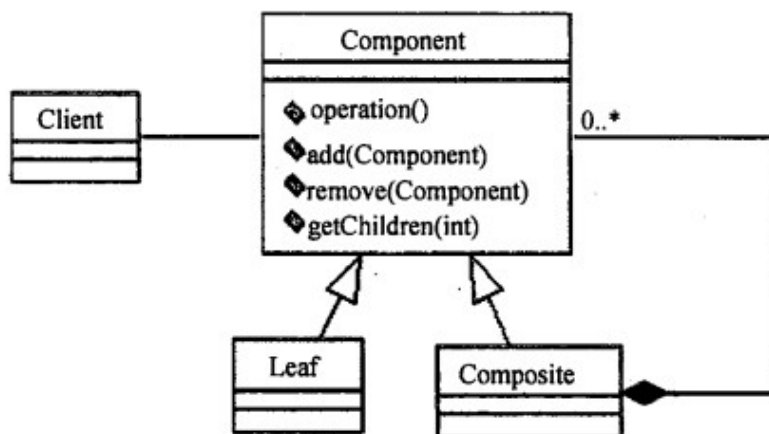 Component
Client
operation()
0..*
add(Component)
remove(Component)
getChildren(int)
Leaf
Composite